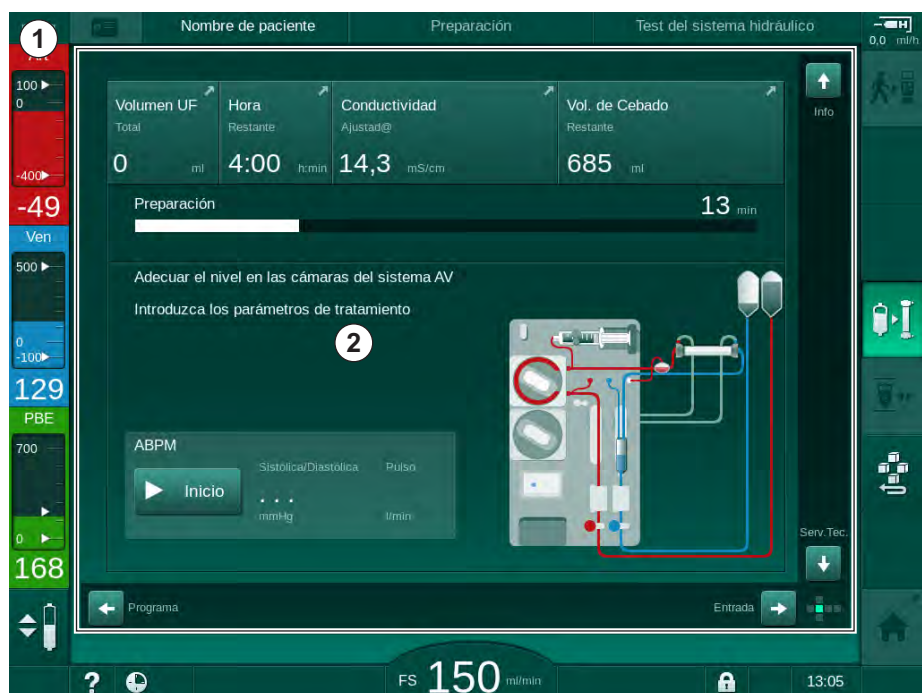 1
Nombre de paciente
Preparación
Test del sistema hidráulico
0,0 ml/h
100
0
-400
-49
Ven
500
0
-100
129
PBE
700
0
168
Volumen UF
Total
0 ml
Hora
Restante
4:00 h:min
Conductividad
Ajustad@
14,3 mS/cm
Vol. de Cebado
Restante
685 ml
Info
Preparación
13 min
Adecuar el nivel en las cámaras del sistema AV
Introduzca los parámetros de tratamiento
2
ABPM
Inicio
Sistólica/Diastólica
Pulso
. . .
mmHg
l/min
Serv.Tec.
Programa
Entrada
?
FS 150 ml/min
13:05